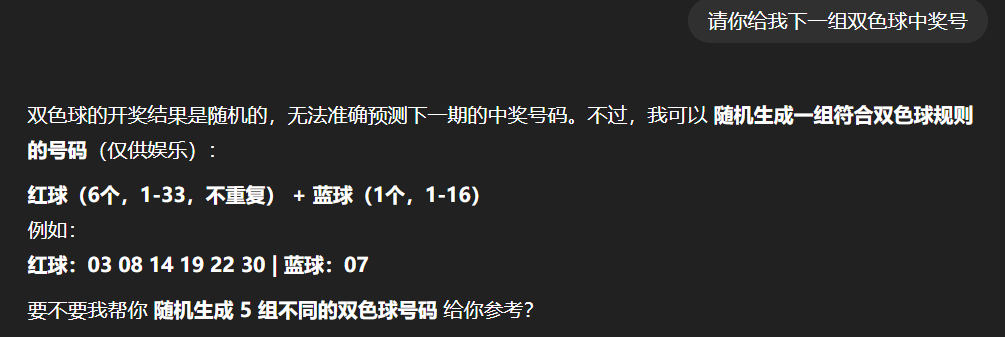 请你给我下一组双色球中奖号
双色球的开奖结果是随机的，无法准确预测下一期的中奖号码。不过，我可以 随机生成一组符合双色球规则
的号码（仅供娱乐）：
红球（6个，1-33，不重复） + 蓝球（1个，1-16）
例如：
红球：03 08 14 19 22 30 | 蓝球：07
要不要我帮你 随机生成 5 组不同的双色球号码 给你参考？